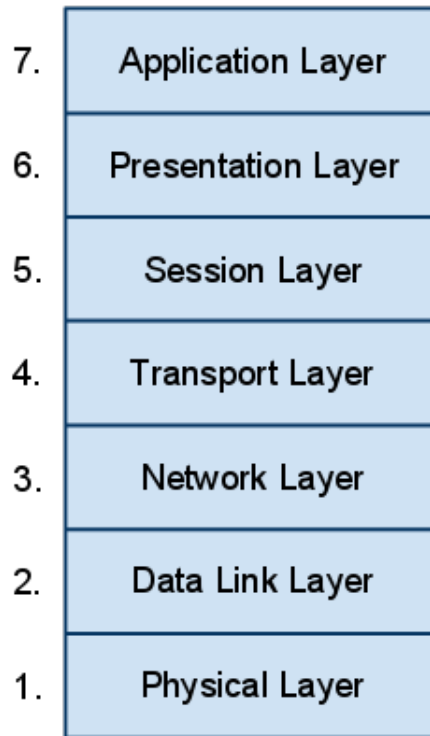 7. Application Layer
6. Presentation Layer
5. Session Layer
4. Transport Layer
3. Network Layer
2. Data Link Layer
1. Physical Layer